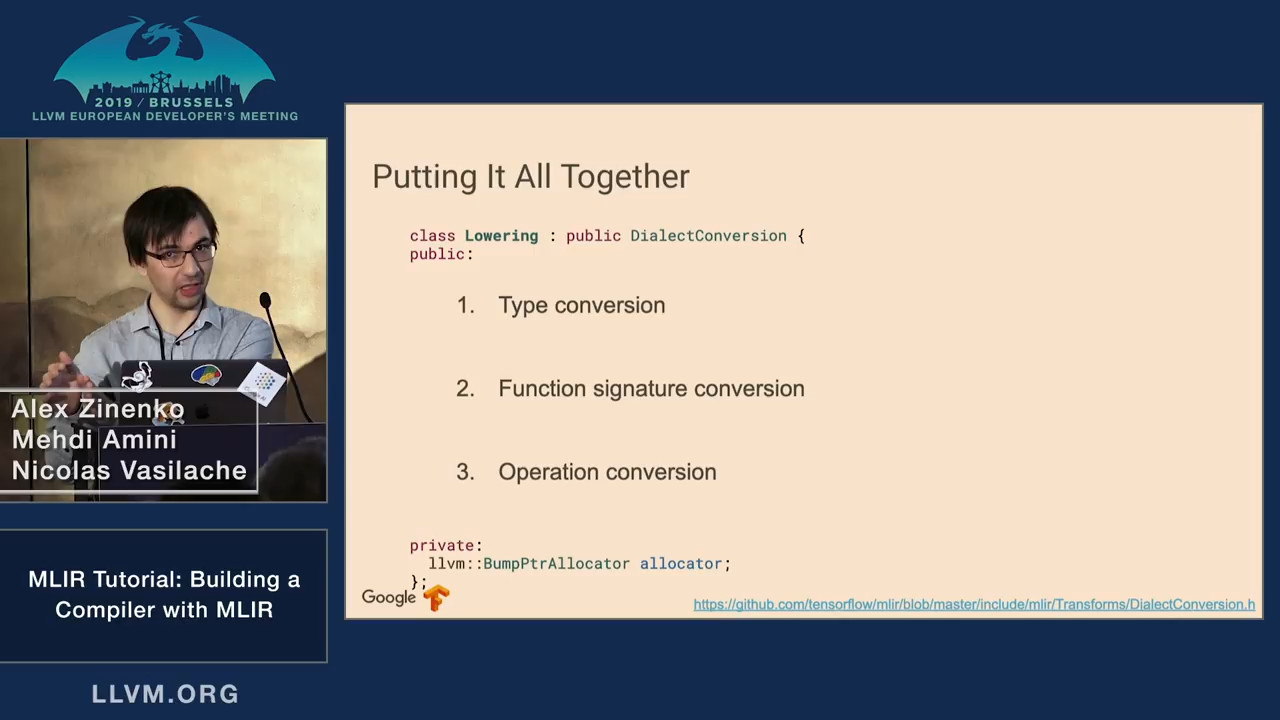 2019 / BRUSSELS
LLVM EUROPEAN DEVELOPER'S MEETING
Alex Zinenko
Mehdi Amini
Nicolas Vasilache
MLIR Tutorial: Building a
Compiler with MLIR
LLVM.ORG
Putting It All Together
class Lowering : public DialectConversion {
public:
1. Type conversion
2. Function signature conversion
3. Operation conversion
private:
llvm::BumpPtrAllocator allocator;
};
Google
https://github.com/tensorflow/mlir/blob/master/include/mlir/Transforms/DialectConversion.h